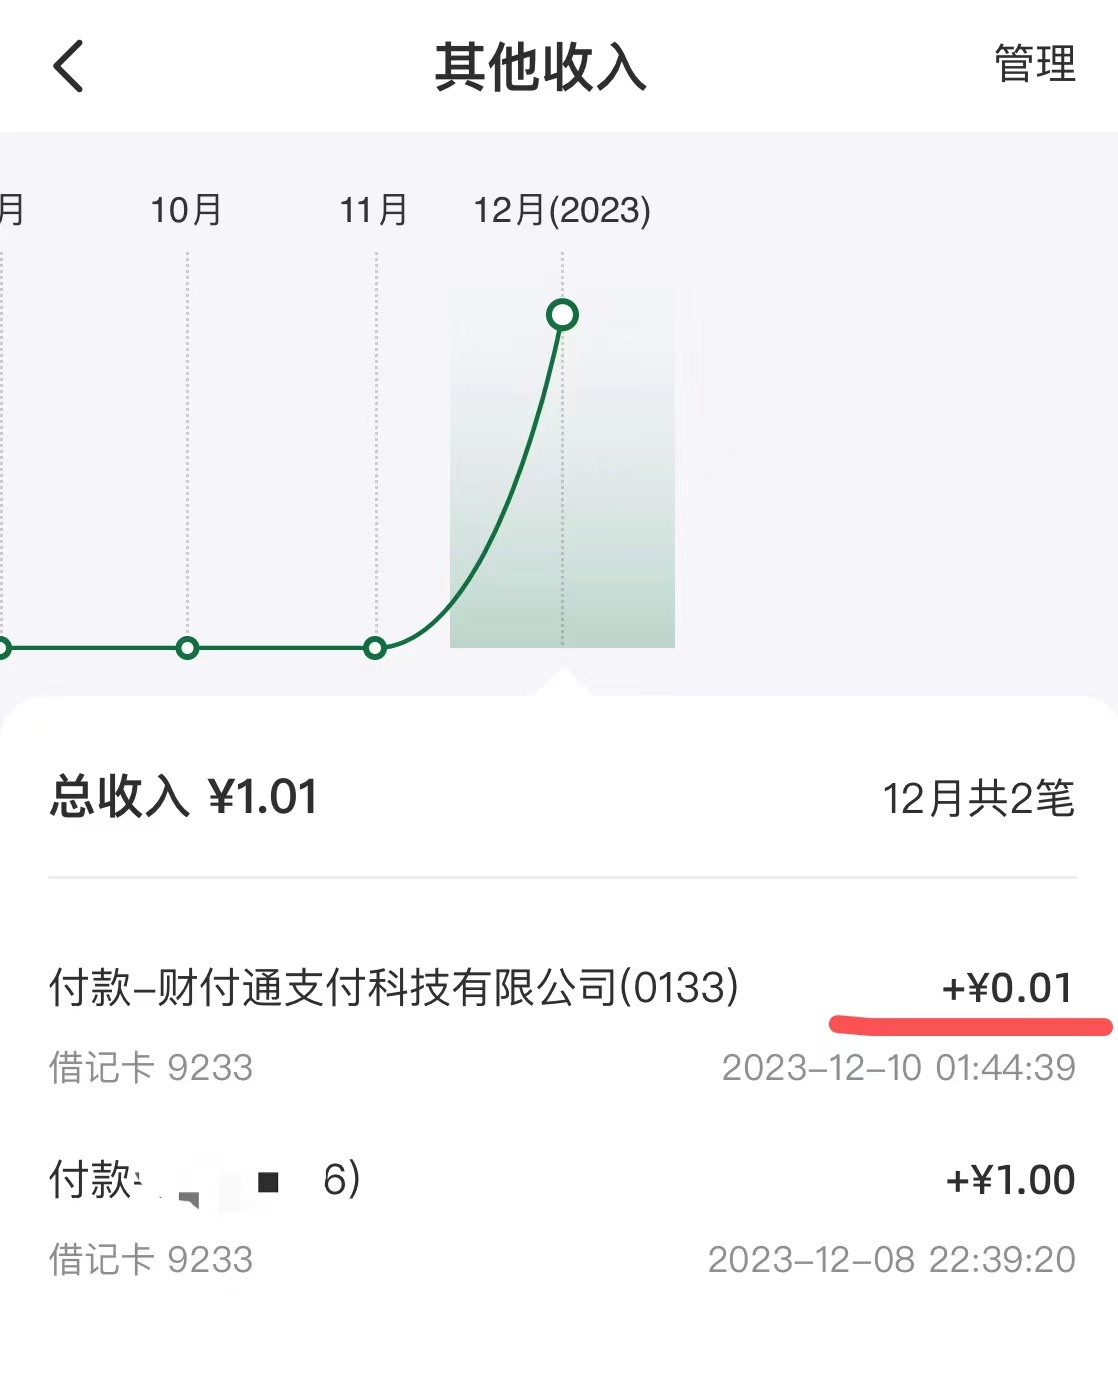 其他收入
管理
月 10月 11月 12月(2023)
总收入 ¥1.01 12月共2笔
付款-财付通支付科技有限公司(0133) +¥0.01
借记卡 9233 2023-12-10 01:44:39
付款 6) +¥1.00
借记卡 9233 2023-12-08 22:39:20